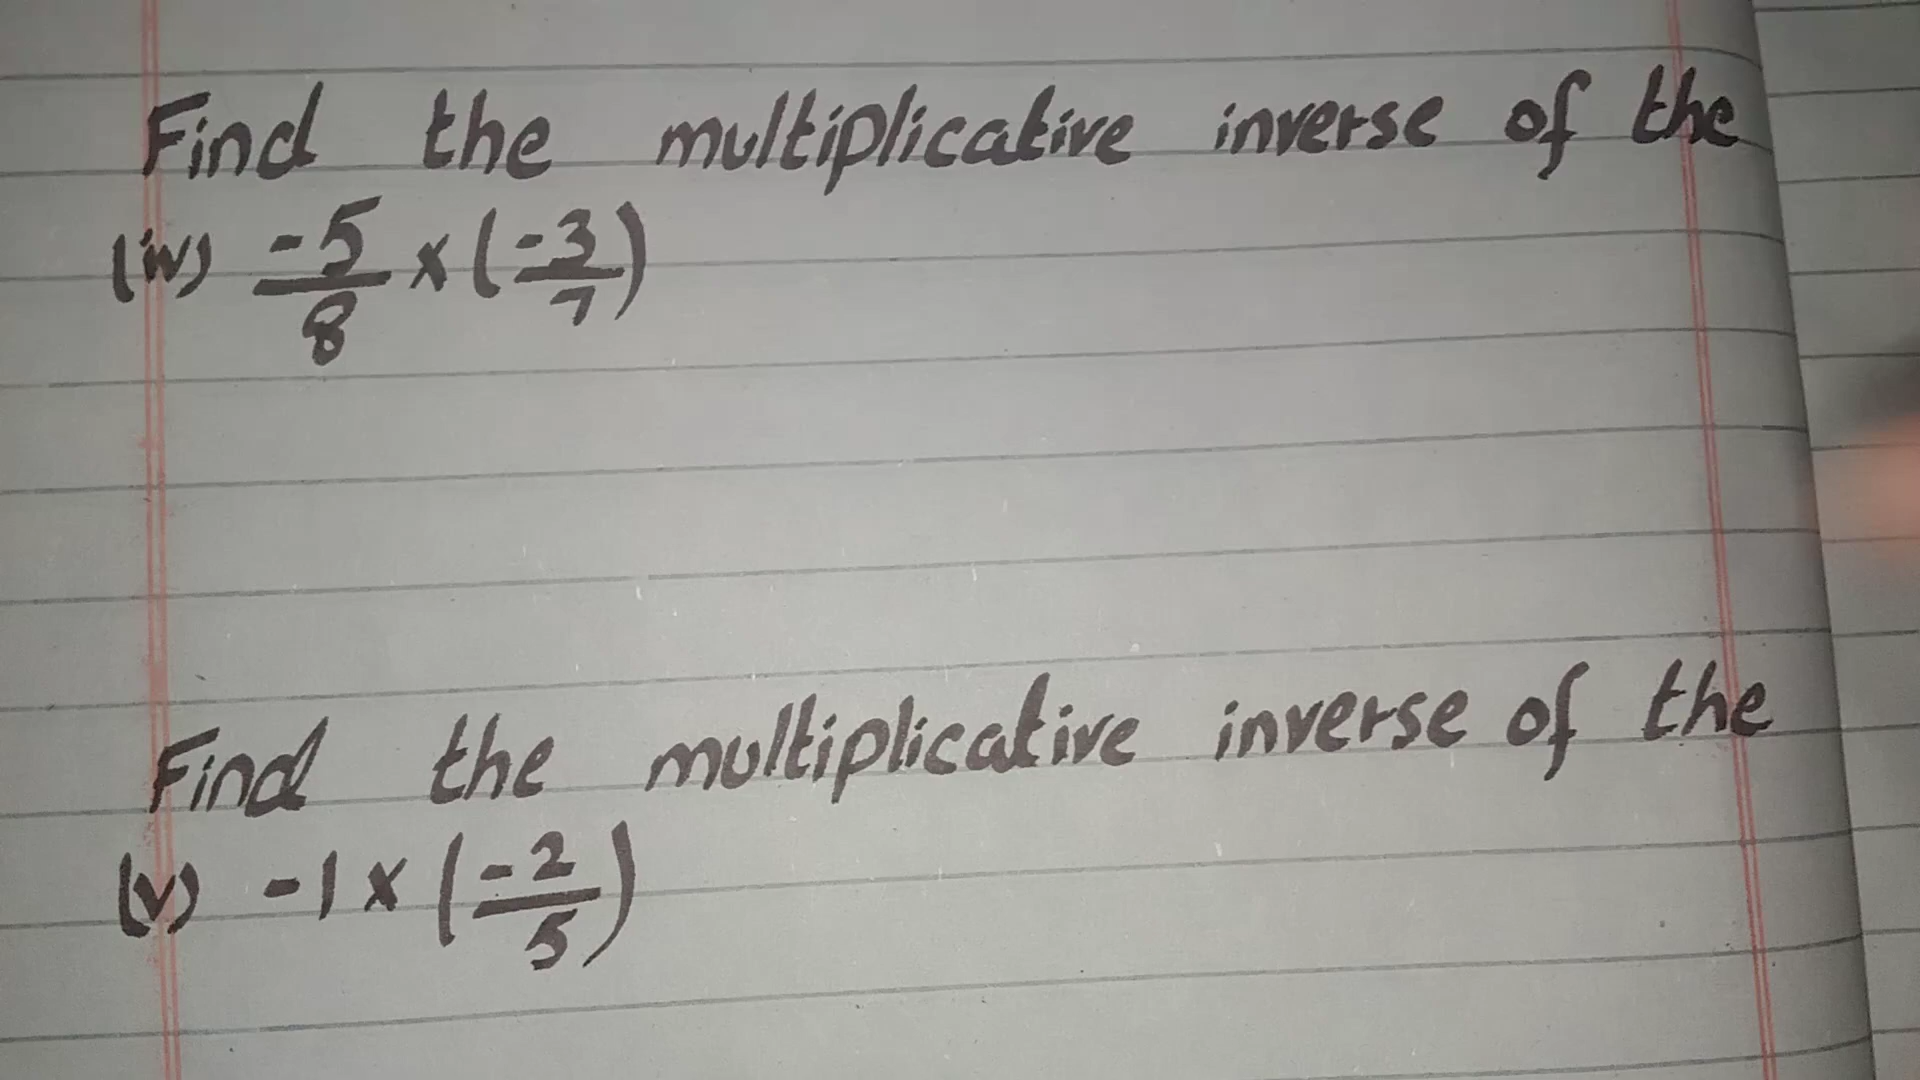 Find the multiplicative inverse of the
(iv) -5/8 × (-3/7)
Find the multiplicative inverse of the
(v) -1 × (-2/5)